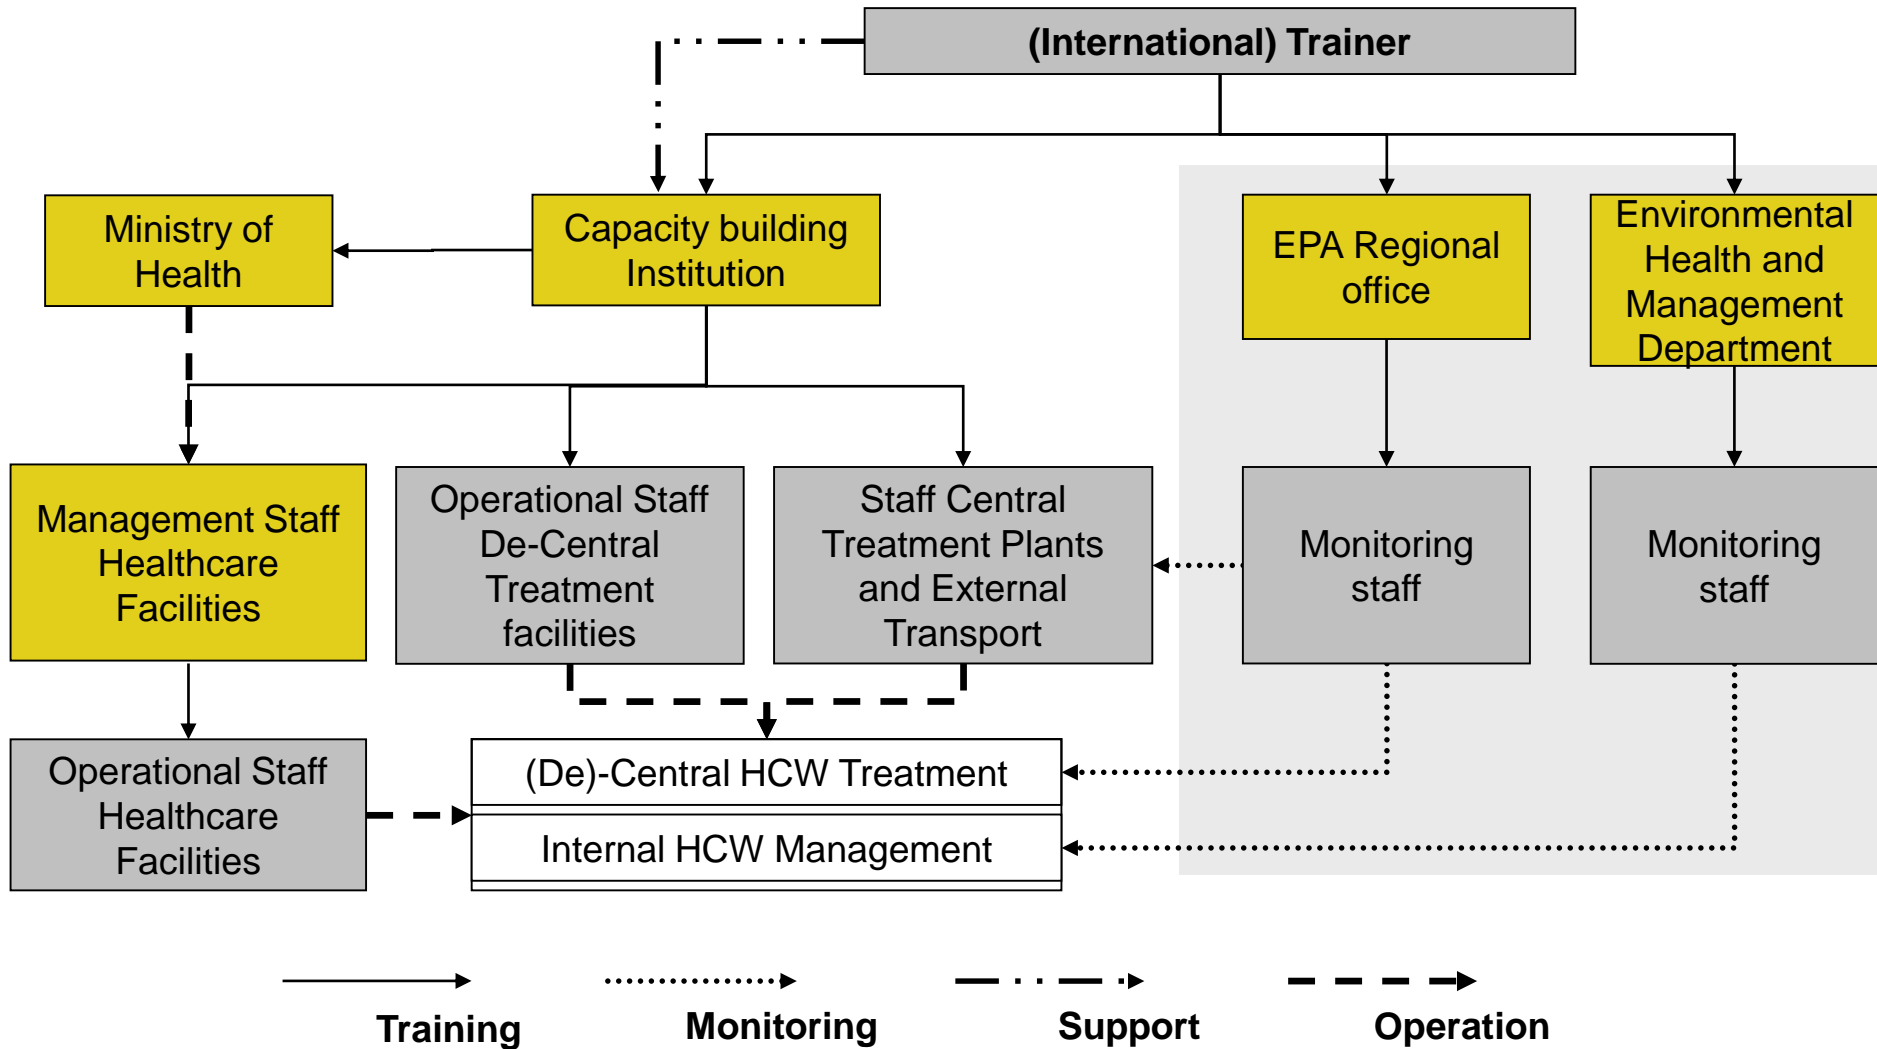 (International) Trainer
Ministry of
Health
Capacity building
Institution
EPA Regional
office
Environmental
Health and
Management
Department
Management Staff
Healthcare
Facilities
Operational Staff
De-Central
Treatment
facilities
Staff Central
Treatment Plants
and External
Transport
Monitoring
staff
Monitoring
staff
Operational Staff
Healthcare
Facilities
(De)-Central HCW Treatment
Internal HCW Management
Training
Monitoring
Support
Operation